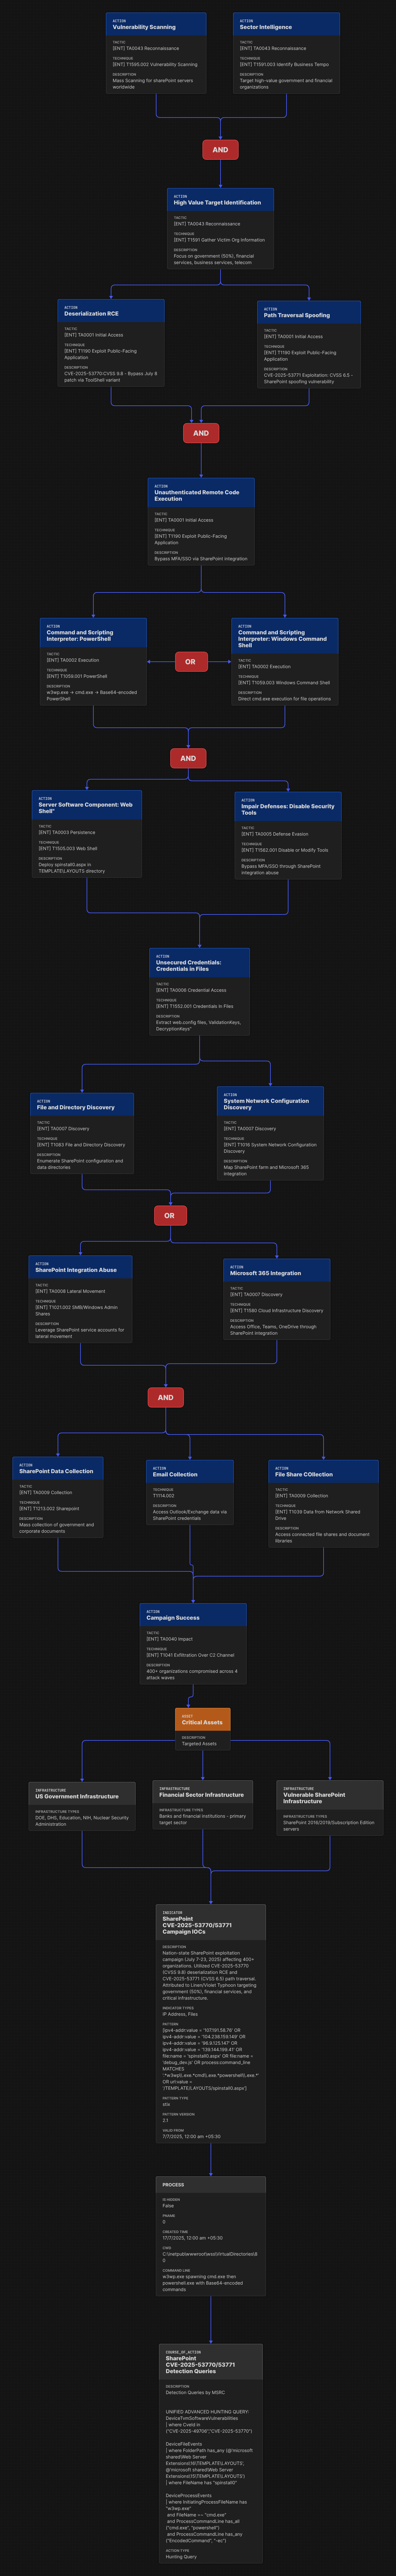 ACTION
Vulnerability Scanning
TACTIC
[ENT] TA0043 Reconnaissance
TECHNIQUE
[ENT] T1595.002 Vulnerability Scanning
DESCRIPTION
Mass Scanning for sharePoint servers
worldwide
ACTION
Sector Intelligence
TACTIC
[ENT] TA0043 Reconnaissance
TECHNIQUE
[ENT] T1591.003 Identify Business Tempo
DESCRIPTION
Target high-value government and financial
organizations
AND
ACTION
High Value Target Identification
TACTIC
[ENT] TA0043 Reconnaissance
TECHNIQUE
[ENT] T1591 Gather Victim Org Information
DESCRIPTION
Focus on government (50%), financial
services, business services, telecom
ACTION
Deserialization RCE
TACTIC
[ENT] TA0001 Initial Access
TECHNIQUE
[ENT] T1190 Exploit Public-Facing
Application
DESCRIPTION
CVE-2025-53770:CVSS 9.8 - Bypass July 8
patch via ToolShell variant
ACTION
Path Traversal Spoofing
TACTIC
[ENT] TA0001 Initial Access
TECHNIQUE
[ENT] T1190 Exploit Public-Facing
Application
DESCRIPTION
CVE-2025-53771 Exploitation: CVSS 6.5 -
SharePoint spoofing vulnerability
AND
ACTION
Unauthenticated Remote Code
Execution
TACTIC
[ENT] TA0001 Initial Access
TECHNIQUE
[ENT] T1190 Exploit Public-Facing
Application
DESCRIPTION
Bypass MFA/SSO via SharePoint integration
ACTION
Command and Scripting
Interpreter: PowerShell
TACTIC
[ENT] TA0002 Execution
TECHNIQUE
[ENT] T1059.001 PowerShell
DESCRIPTION
w3wp.exe → cmd.exe → Base64-encoded
PowerShell
OR
ACTION
Command and Scripting
Interpreter: Windows Command
Shell
TACTIC
[ENT] TA0002 Execution
TECHNIQUE
[ENT] T1059.003 Windows Command Shell
DESCRIPTION
Direct cmd.exe execution for file operations
AND
ACTION
Server Software Component: Web
Shell"
TACTIC
[ENT] TA0003 Persistence
TECHNIQUE
[ENT] T1505.003 Web Shell
DESCRIPTION
Deploy spinstall0.aspx in
TEMPLATE\LAYOUTS directory
ACTION
Impair Defenses: Disable Security
Tools
TACTIC
[ENT] TA0005 Defense Evasion
TECHNIQUE
[ENT] T1562.001 Disable or Modify Tools
DESCRIPTION
Bypass MFA/SSO through SharePoint
integration abuse
ACTION
Unsecured Credentials:
Credentials in Files
TACTIC
[ENT] TA0006 Credential Access
TECHNIQUE
[ENT] T1552.001 Credentials In Files
DESCRIPTION
Extract web.config files, ValidationKeys,
DecryptionKeys"
ACTION
File and Directory Discovery
TACTIC
[ENT] TA0007 Discovery
TECHNIQUE
[ENT] T1083 File and Directory Discovery
DESCRIPTION
Enumerate SharePoint configuration and
data directories
ACTION
System Network Configuration
Discovery
TACTIC
[ENT] TA0007 Discovery
TECHNIQUE
[ENT] T1016 System Network Configuration
Discovery
DESCRIPTION
Map SharePoint farm and Microsoft 365
integration
OR
ACTION
SharePoint Integration Abuse
TACTIC
[ENT] TA0008 Lateral Movement
TECHNIQUE
[ENT] T1021.002 SMB/Windows Admin
Shares
DESCRIPTION
Leverage SharePoint service accounts for
lateral movement
ACTION
Microsoft 365 Integration
TACTIC
[ENT] TA0007 Discovery
TECHNIQUE
[ENT] T1580 Cloud Infrastructure Discovery
DESCRIPTION
Access Office, Teams, OneDrive through
SharePoint integration
AND
ACTION
SharePoint Data Collection
TACTIC
[ENT] TA0009 Collection
TECHNIQUE
[ENT] T1213.002 Sharepoint
DESCRIPTION
Mass collection of government and
corporate documents
ACTION
Email Collection
TECHNIQUE
T1114.002
DESCRIPTION
Access Outlook/Exchange data via
SharePoint credentials
ACTION
File Share COllection
TACTIC
[ENT] TA0009 Collection
TECHNIQUE
[ENT] T1039 Data from Network Shared
Drive
DESCRIPTION
Access connected file shares and document
libraries
ACTION
Campaign Success
TACTIC
[ENT] TA0040 Impact
TECHNIQUE
[ENT] T1041 Exfiltration Over C2 Channel
DESCRIPTION
400+ organizations compromised across 4
attack waves
ASSET
Critical Assets
DESCRIPTION
Targeted Assets
INFRASTRUCTURE
US Government Infrastructure
INFRASTRUCTURE TYPES
DOE, DHS, Education, NIH, Nuclear Security
Administration
INFRASTRUCTURE
Financial Sector Infrastructure
INFRASTRUCTURE TYPES
Banks and financial institutions - primary
target sector
INFRASTRUCTURE
Vulnerable SharePoint
Infrastructure
INFRASTRUCTURE TYPES
SharePoint 2016/2019/Subscription Edition
servers
INDICATOR
SharePoint
CVE-2025-53770/53771
Campaign IOCs
DESCRIPTION
Nation-state SharePoint exploitation
campaign (July 7-23, 2025) affecting 400+
organizations. Utilized CVE-2025-53770
(CVSS 9.8) deserialization RCE and
CVE-2025-53771 (CVSS 6.5) path traversal.
Attributed to Linen/Violet Typhoon targeting
government (50%), financial services, and
critical infrastructure.
INDICATOR TYPES
IP Address, Files
PATTERN
[ipv4-addr:value = '107.191.58.76' OR
ipv4-addr:value = '104.238.159.149' OR
ipv4-addr:value = '96.9.125.147' OR
ipv4-addr:value = '139.144.199.41' OR
file:name = 'spinstall0.aspx' OR file:name =
'debug_dev.js' OR process:command_line
MATCHES
'.*w3wp\\.exe.*cmd\\.exe.*powershell\\.exe.*'
OR url:value =
'/TEMPLATE/LAYOUTS/spinstall0.aspx']
PATTERN TYPE
stix
PATTERN VERSION
2.1
VALID FROM
7/7/2025, 12:00 am +05:30
PROCESS
IS HIDDEN
False
PRAME
0
CREATED TIME
17/7/2025, 12:00 am +05:30
CWD
C:\inetpub\wwwroot\wss\VirtualDirectories\8
0
COMMAND LINE
w3wp.exe spawning cmd.exe then
powershell.exe with Base64-encoded
commands
COURSE_OF_ACTION
SharePoint
CVE-2025-53770/53771
Detection Queries
DESCRIPTION
Detection Queries by MSRC
UNIFIED ADVANCED HUNTING QUERY:
DeviceTvmSoftwareVulnerabilities
| where CveId in
("CVE-2025-49706","CVE-2025-53770")
DeviceFileEvents
| where FolderPath has_any (@'microsoft
shared\Web Server
Extensions\16\TEMPLATE\LAYOUTS',
@'microsoft shared\Web Server
Extensions\15\TEMPLATE\LAYOUTS')
| where FileName has "spinstall0"
DeviceProcessEvents
| where InitiatingProcessFileName has
"w3wp.exe"
and FileName =~ "cmd.exe"
and ProcessCommandLine has_all
("cmd.exe", "powershell")
and ProcessCommandLine has_any
("EncodedCommand", "-ec")
ACTION TYPE
Hunting Query